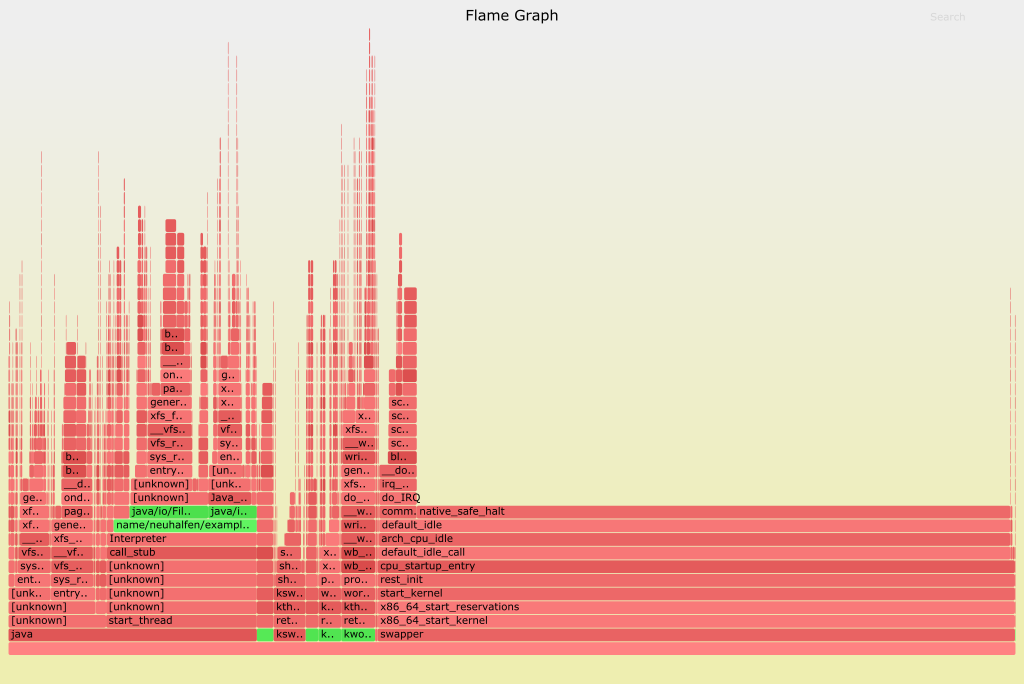 Flame Graph
Search
b..
b..
__..
on.. g..
pa.. x..
gener.. x.. sc..
xfs_f.. _.. x.. sc..
__vfs.. vf.. xfs.. sc..
vfs_r.. sy.. __w.. sc..
b.. sys_r.. en.. wri.. bl..
b.. entry.. [un.. gen.. __do..
__d.. [unknown] [unk.. xfs.. irq_..
ge.. ond.. [unknown] Java_.. do_.. do_IRQ
xf.. pag.. java/io/Fil.. java/i.. __w.. comm. native_safe_halt
xf.. gene.. name/neuhalfen/exampl.. wri.. default_idle
__.. xfs_.. Interpreter __w.. arch_cpu_idle
vfs.. __vf.. call_stub s.. x.. wb_.. default_idle_call
sys.. vfs_.. [unknown] sh.. x.. wb_.. cpu_startup_entry
ent.. sys_r.. [unknown] sh.. p.. pro.. rest_init
[unk.. entry.. [unknown] ksw.. w.. wor.. start_kernel
[unknown] [unknown] kth.. k.. kth.. x86_64_start_reservations
[unknown] start_thread ret.. r.. ret.. x86_64_start_kernel
java ksw.. k.. kwo.. swapper